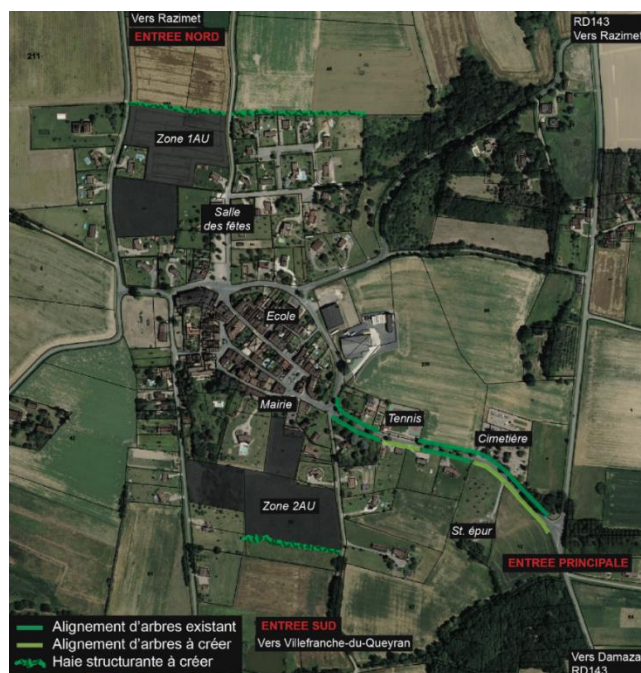 Vers Razimet
ENTREE NORD
RD143
Vers Razimet
211
Zone 1AU
Salle
des fêtes
Ecole
Mairie
Tennis
Cimetière
Zone 2AU
St. épur
ENTREE PRINCIPALE
ENTREE SUD
Vers Villefranche-du-Queyran
Alignement d'arbres existant
Alignement d'arbres à créer
Haie structurante à créer
Vers Damazan
RD143